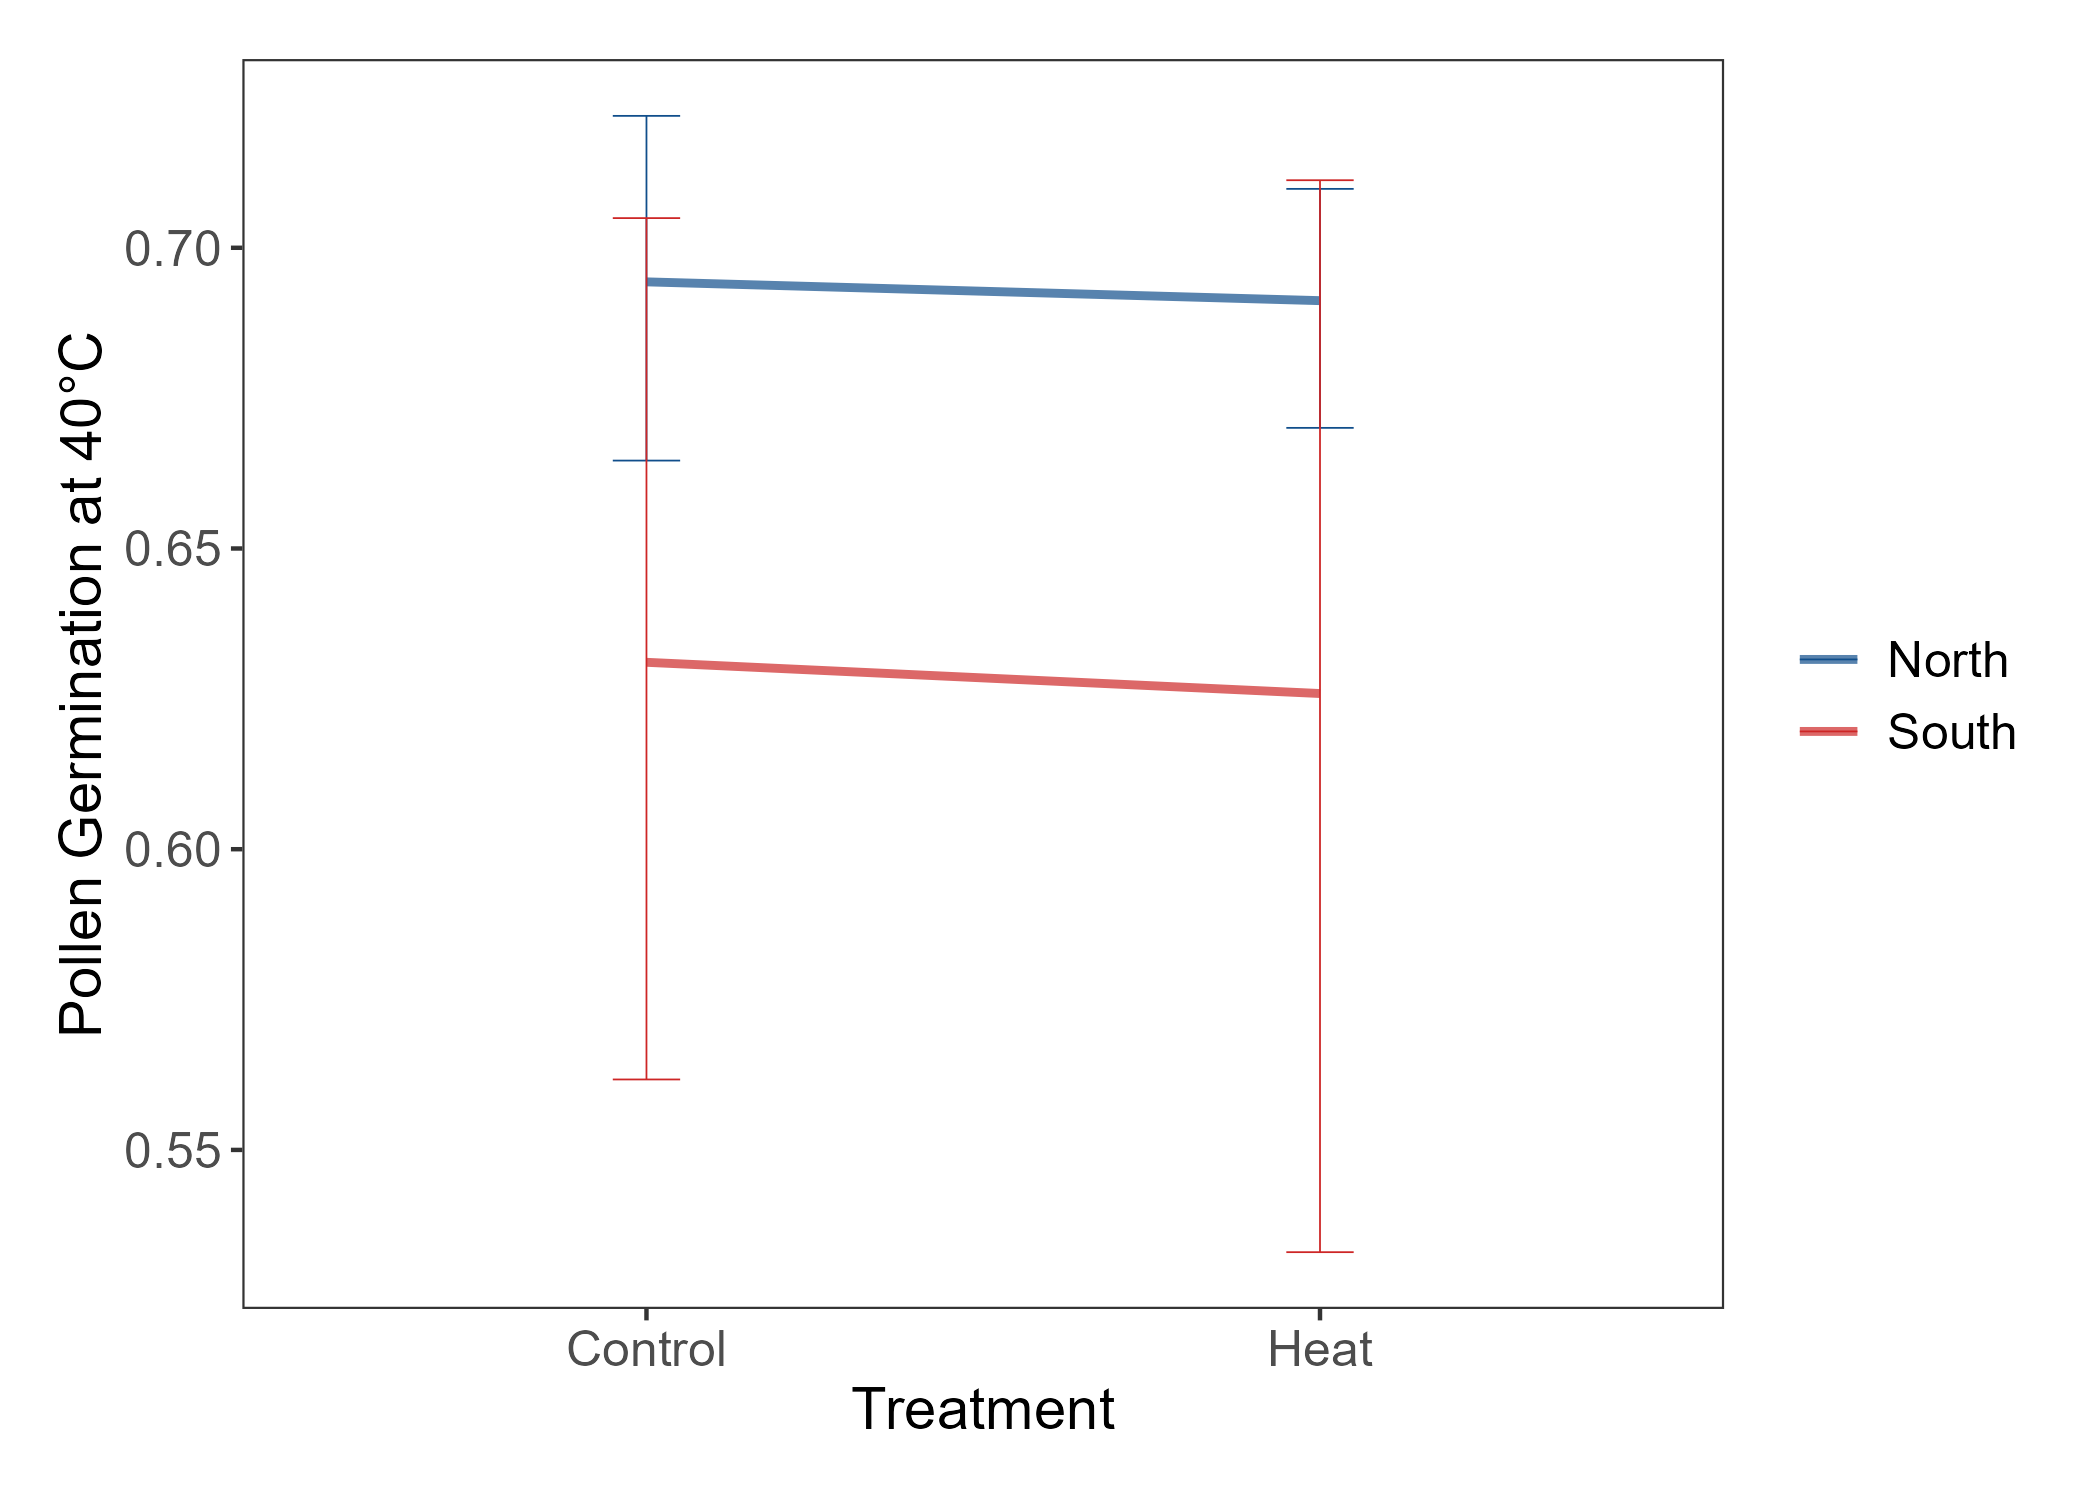 Pollen Germination at 40°C
0.70
0.65
0.60
0.55
Control
Heat
Treatment
North
South